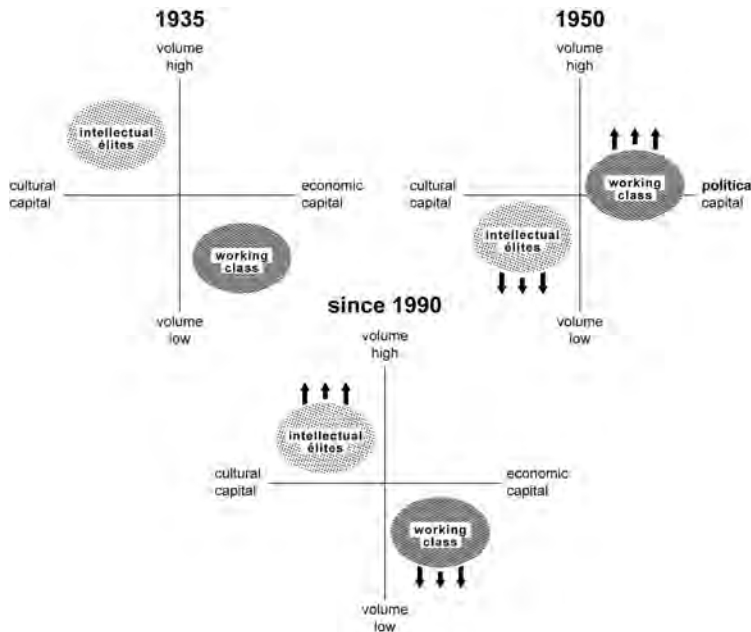 1935
volume
high
intellectual
élites
cultural
capital
economic
capital
working
class
volume
low
1950
volume
high
working
class
cultural
capital
politica
capital
intellectual
élites
volume
low
since 1990
volume
high
intellectual
élites
cultural
capital
economic
capital
working
class
volume
low